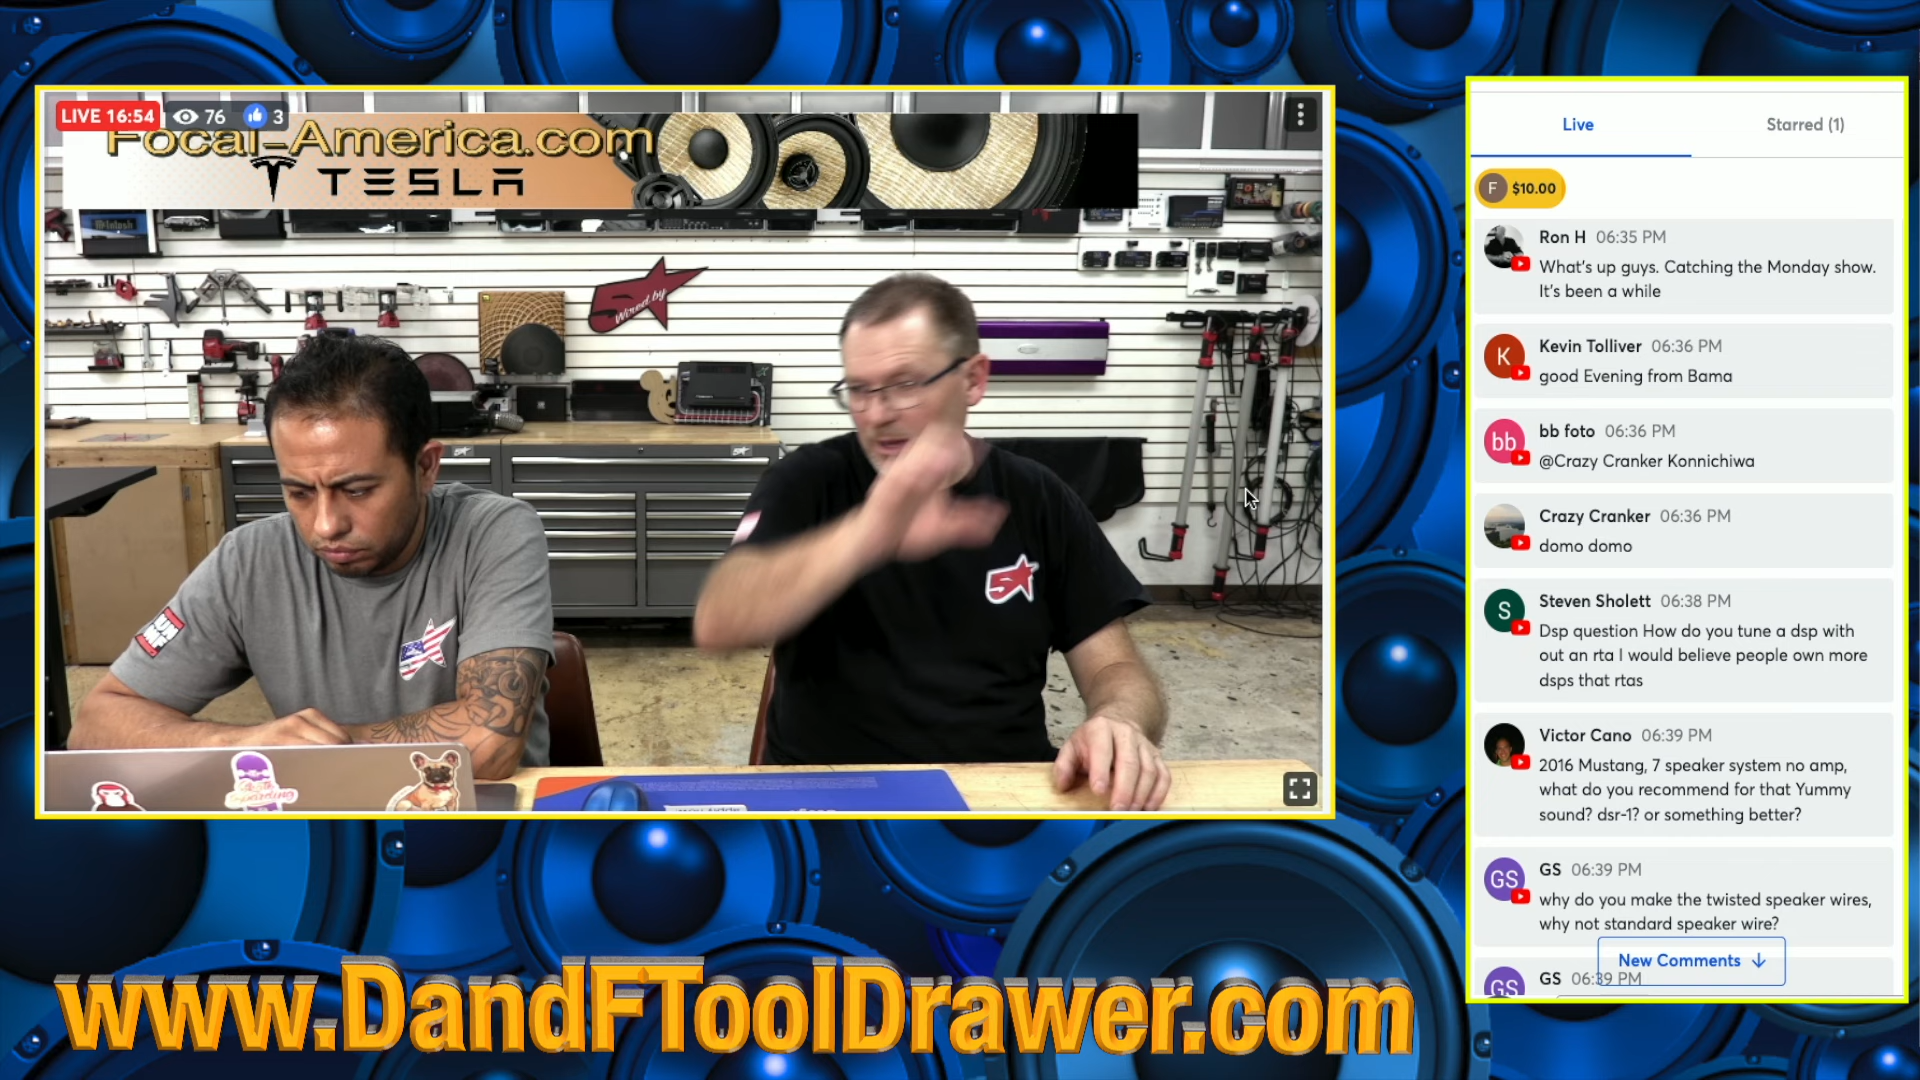 LIVE 16:54
76
3
Focal-America.com
TESLA
Wired by
5
www.DandFToolDrawer.com
Live
Starred (1)
F
$10.00
Ron H 06:35 PM
What's up guys. Catching the Monday show.
It's been a while
K
Kevin Tolliver 06:36 PM
good Evening from Bama
bb
bb foto 06:36 PM
@Crazy Cranker Konnichiwa
Crazy Cranker 06:36 PM
domo domo
S
Steven Sholett 06:38 PM
Dsp question How do you tune a dsp with
out an rta I would believe people own more
dsps that rtas
Victor Cano 06:39 PM
2016 Mustang, 7 speaker system no amp,
what do you recommend for that Yummy
sound? dsr-1? or something better?
GS
GS 06:39 PM
why do you make the twisted speaker wires,
why not standard speaker wire?
New Comments
GS
GS 06:39 PM